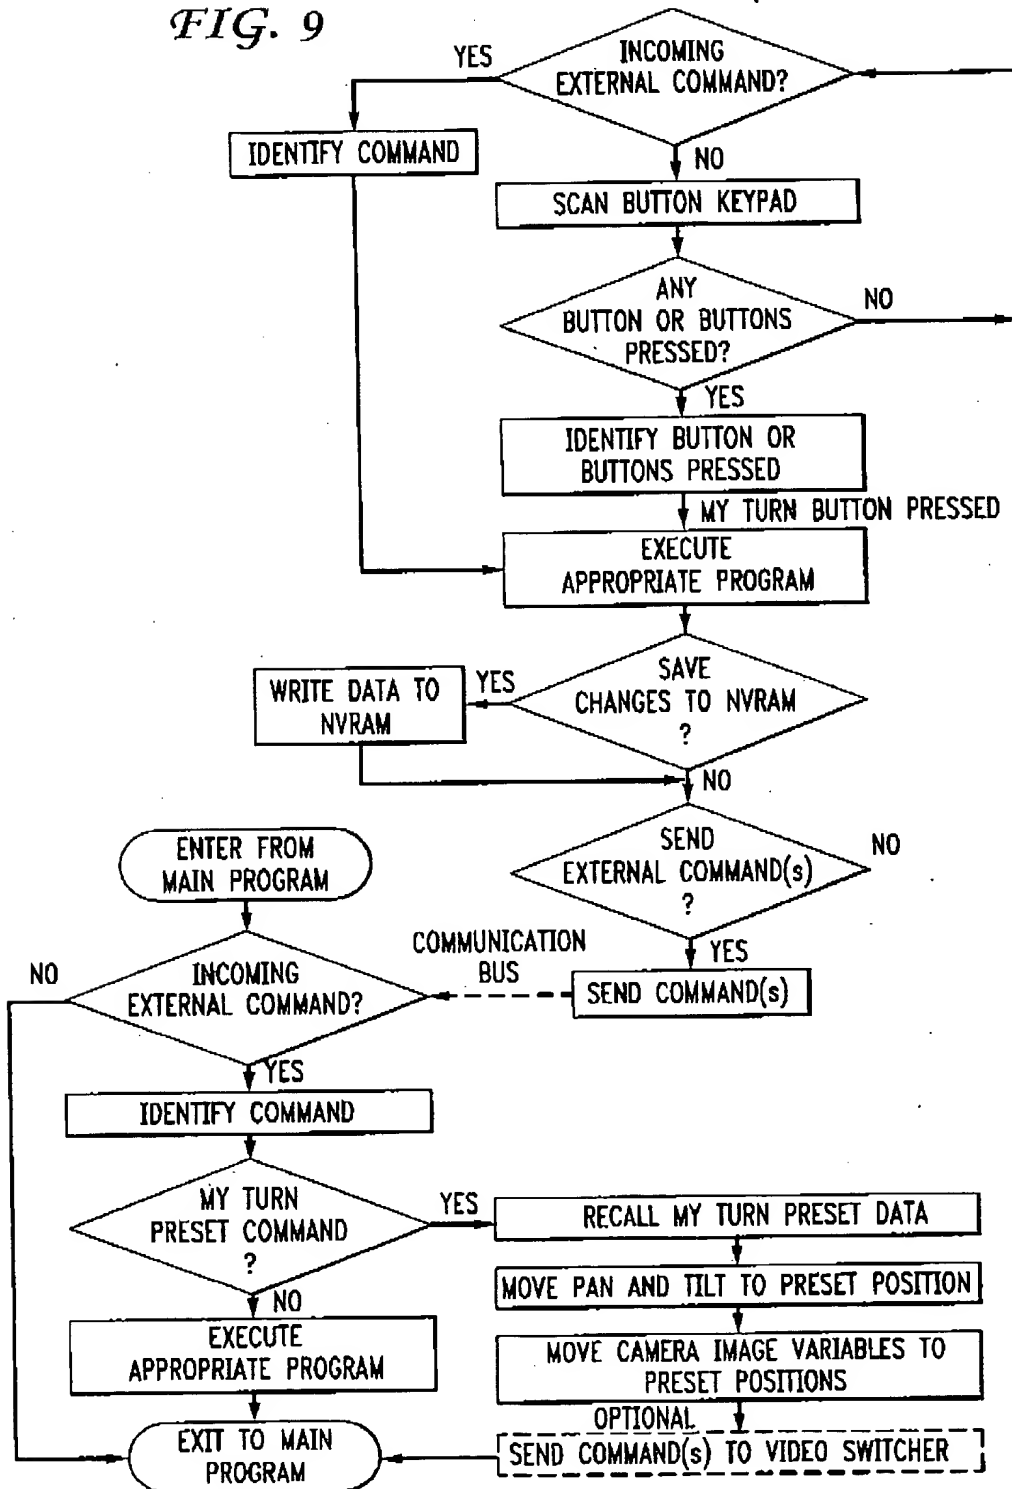 FIG. 9
INCOMING
EXTERNAL COMMAND?
YES
IDENTIFY COMMAND
NO
SCAN BUTTON KEYPAD
ANY
BUTTON OR BUTTONS
PRESSED?
NO
YES
IDENTIFY BUTTON OR
BUTTONS PRESSED
MY TURN BUTTON PRESSED
EXECUTE
APPROPRIATE PROGRAM
SAVE
CHANGES TO NVRAM
?
YES
WRITE DATA TO
NVRAM
NO
SEND
EXTERNAL COMMAND(s)
?
NO
YES
SEND COMMAND(s)
COMMUNICATION
BUS
ENTER FROM
MAIN PROGRAM
INCOMING
EXTERNAL COMMAND?
NO
YES
IDENTIFY COMMAND
MY TURN
PRESET COMMAND
?
YES
RECALL MY TURN PRESET DATA
MOVE PAN AND TILT TO PRESET POSITION
MOVE CAMERA IMAGE VARIABLES TO
PRESET POSITIONS
OPTIONAL
SEND COMMAND(s) TO VIDEO SWITCHER
NO
EXECUTE
APPROPRIATE PROGRAM
EXIT TO MAIN
PROGRAM